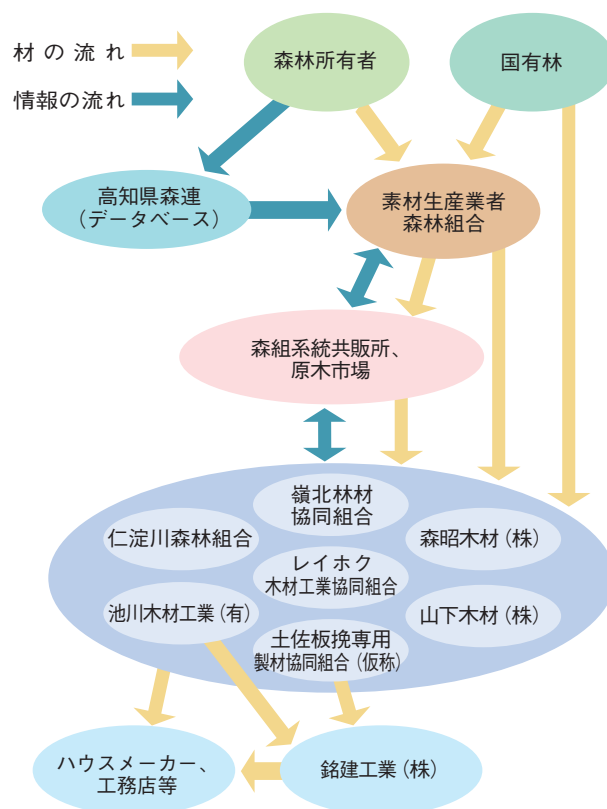 材の流れ
情報の流れ
森林所有者
国有林
高知県森連
（データベース）
素材生産業者
森林組合
森組系統共販所、
原木市場
嶺北林材
協同組合
仁淀川森林組合
森昭木材（株）
レイホク
木材工業協同組合
池川木材工業（有）
山下木材（株）
土佐板挽専用
製材協同組合（仮称）
ハウスメーカー、
工務店等
銘建工業（株）